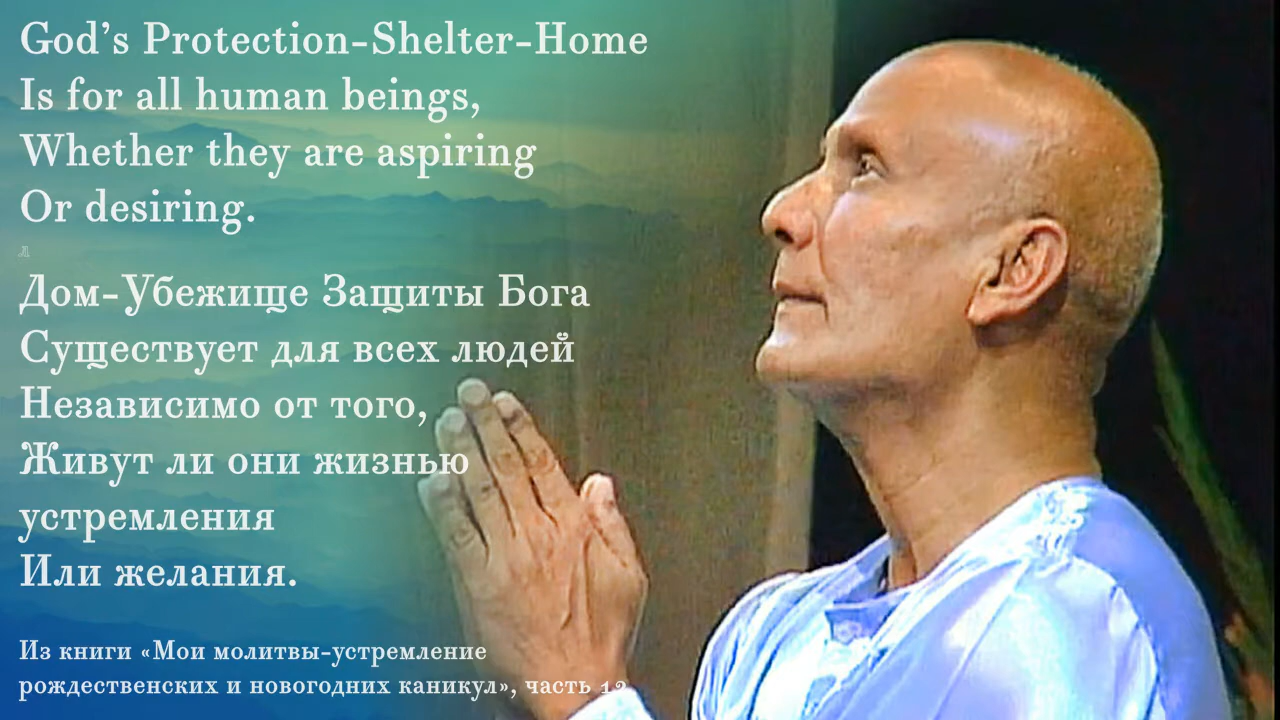 God's Protection-Shelter-Home
Is for all human beings,
Whether they are aspiring
Or desiring.
л
Дом-Убежище Защиты Бога
Существует для всех людей
Независимо от того,
Живут ли они жизнью
устремления
Или желания.
Из книги «Мои молитвы-устремление
рождественских и новогодних каникул», часть